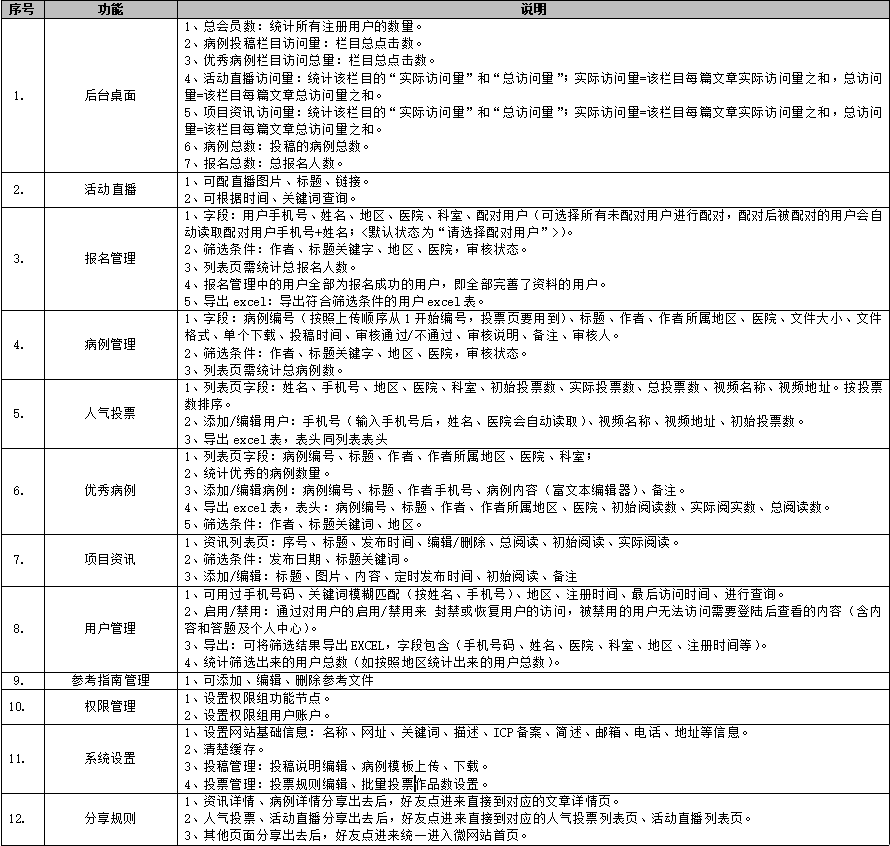 序号 功能 说明
1. 后台桌面
1、总会员数：统计所有注册用户的数量。
2、病例投稿栏目访问量：栏目总点击数。
3、优秀病例栏目访问总量：栏目总点击数。
4、活动直播访问量：统计该栏目的“实际访问量”和“总访问量”；实际访问量=该栏目每篇文章实际访问量之和，总访问
量=该栏目每篇文章总访问量之和。
5、项目资讯访问量：统计该栏目的“实际访问量”和“总访问量”；实际访问量=该栏目每篇文章实际访问量之和，总访问
量=该栏目每篇文章总访问量之和。
6、病例总数：投稿的病例总数。
7、报名总数：总报名人数。
2. 活动直播
1、可配直播图片、标题、链接。
2、可根据时间、关键词查询。
3. 报名管理
1、字段：用户手机号、姓名、地区、医院、科室、配对用户（可选择所有未配对用户进行配对，配对后被配对的用户会自
动读取配对用户手机号+姓名；<默认状态为“请选择配对用户”>）。
2、筛选条件：作者、标题关键字、地区、医院，审核状态。
3、列表页需统计总报名人数。
4、报名管理中的用户全部为报名成功的用户，即全部完善了资料的用户。
5、导出excel：导出符合筛选条件的用户excel表。
4. 病例管理
1、字段：病例编号（按照上传顺序从1开始编号，投票页要用到）、标题、作者、作者所属地区、医院、文件大小、文件
格式、单个下载、投稿时间、审核通过/不通过、审核说明、备注、审核人。
2、筛选条件：作者、标题关键字、地区、医院，审核状态。
3、列表页需统计总病例数。
5. 人气投票
1、列表页字段：姓名、手机号、地区、医院、科室、初始投票数、实际投票数、总投票数、视频名称、视频地址。按投票
数排序。
2、添加/编辑用户：手机号（输入手机号后，姓名、医院会自动读取）、视频名称、视频地址、初始投票数。
3、导出excel表，表头同列表表头
6. 优秀病例
1、列表页字段：病例编号、标题、作者、作者所属地区、医院、科室；
2、统计优秀的病例数量。
3、添加/编辑病例：病例编号、标题、作者手机号、病例内容（富文本编辑器）、备注。
4、导出excel表，表头：病例编号、标题、作者、作者所属地区、医院、初始阅读数、实际阅实数、总阅读数。
5、筛选条件：作者、标题关键词、地区。
7. 项目资讯
1、资讯列表页：序号、标题、发布时间、编辑/删除、总阅读、初始阅读、实际阅读。
2、筛选条件：发布日期、标题关键词。
3、添加/编辑：标题、图片、内容、定时发布时间、初始阅读、备注
8. 用户管理
1、可用过手机号码、关键词模糊匹配（按姓名、手机号）、地区、注册时间、最后访问时间、进行查询。
2、启用/禁用：通过对用户的启用/禁用来 封禁或恢复用户的访问，被禁用的用户无法访问需要登陆后查看的内容（含内
容和答题及个人中心）。
3、导出：可将筛选结果导出EXCEL，字段包含（手机号码、姓名、医院、科室、地区、注册时间等）。
4、统计筛选出来的用户总数（如按照地区统计出来的用户总数）。
9. 参考指南管理 1、可添加、编辑、删除参考文件
10. 权限管理
1、设置权限组功能节点。
2、设置权限组用户账户。
11. 系统设置
1、设置网站基础信息：名称、网址、关键词、描述、ICP备案、简述、邮箱、电话、地址等信息。
2、清楚缓存。
3、投稿管理：投稿说明编辑、病例模板上传、下载。
4、投票管理：投票规则编辑、批量投票作品数设置。
12. 分享规则
1、资讯详情、病例详情分享出去后，好友点进来直接到对应的文章详情页。
2、人气投票、活动直播分享出去后，好友点进来直接到对应的人气投票列表页、活动直播列表页。
3、其他页面分享出去后，好友点进来统一进入微网站首页。